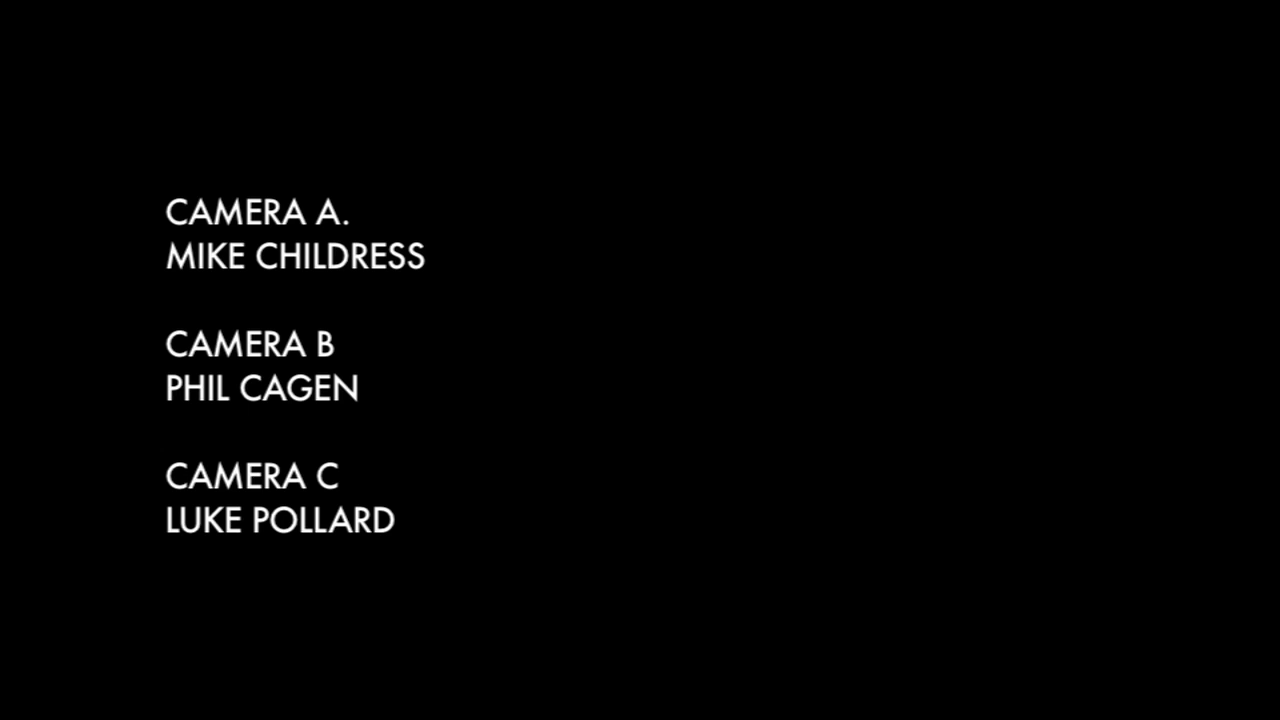 CAMERA A.
MIKE CHILDRESS
CAMERA B
PHIL CAGEN
CAMERA C
LUKE POLLARD